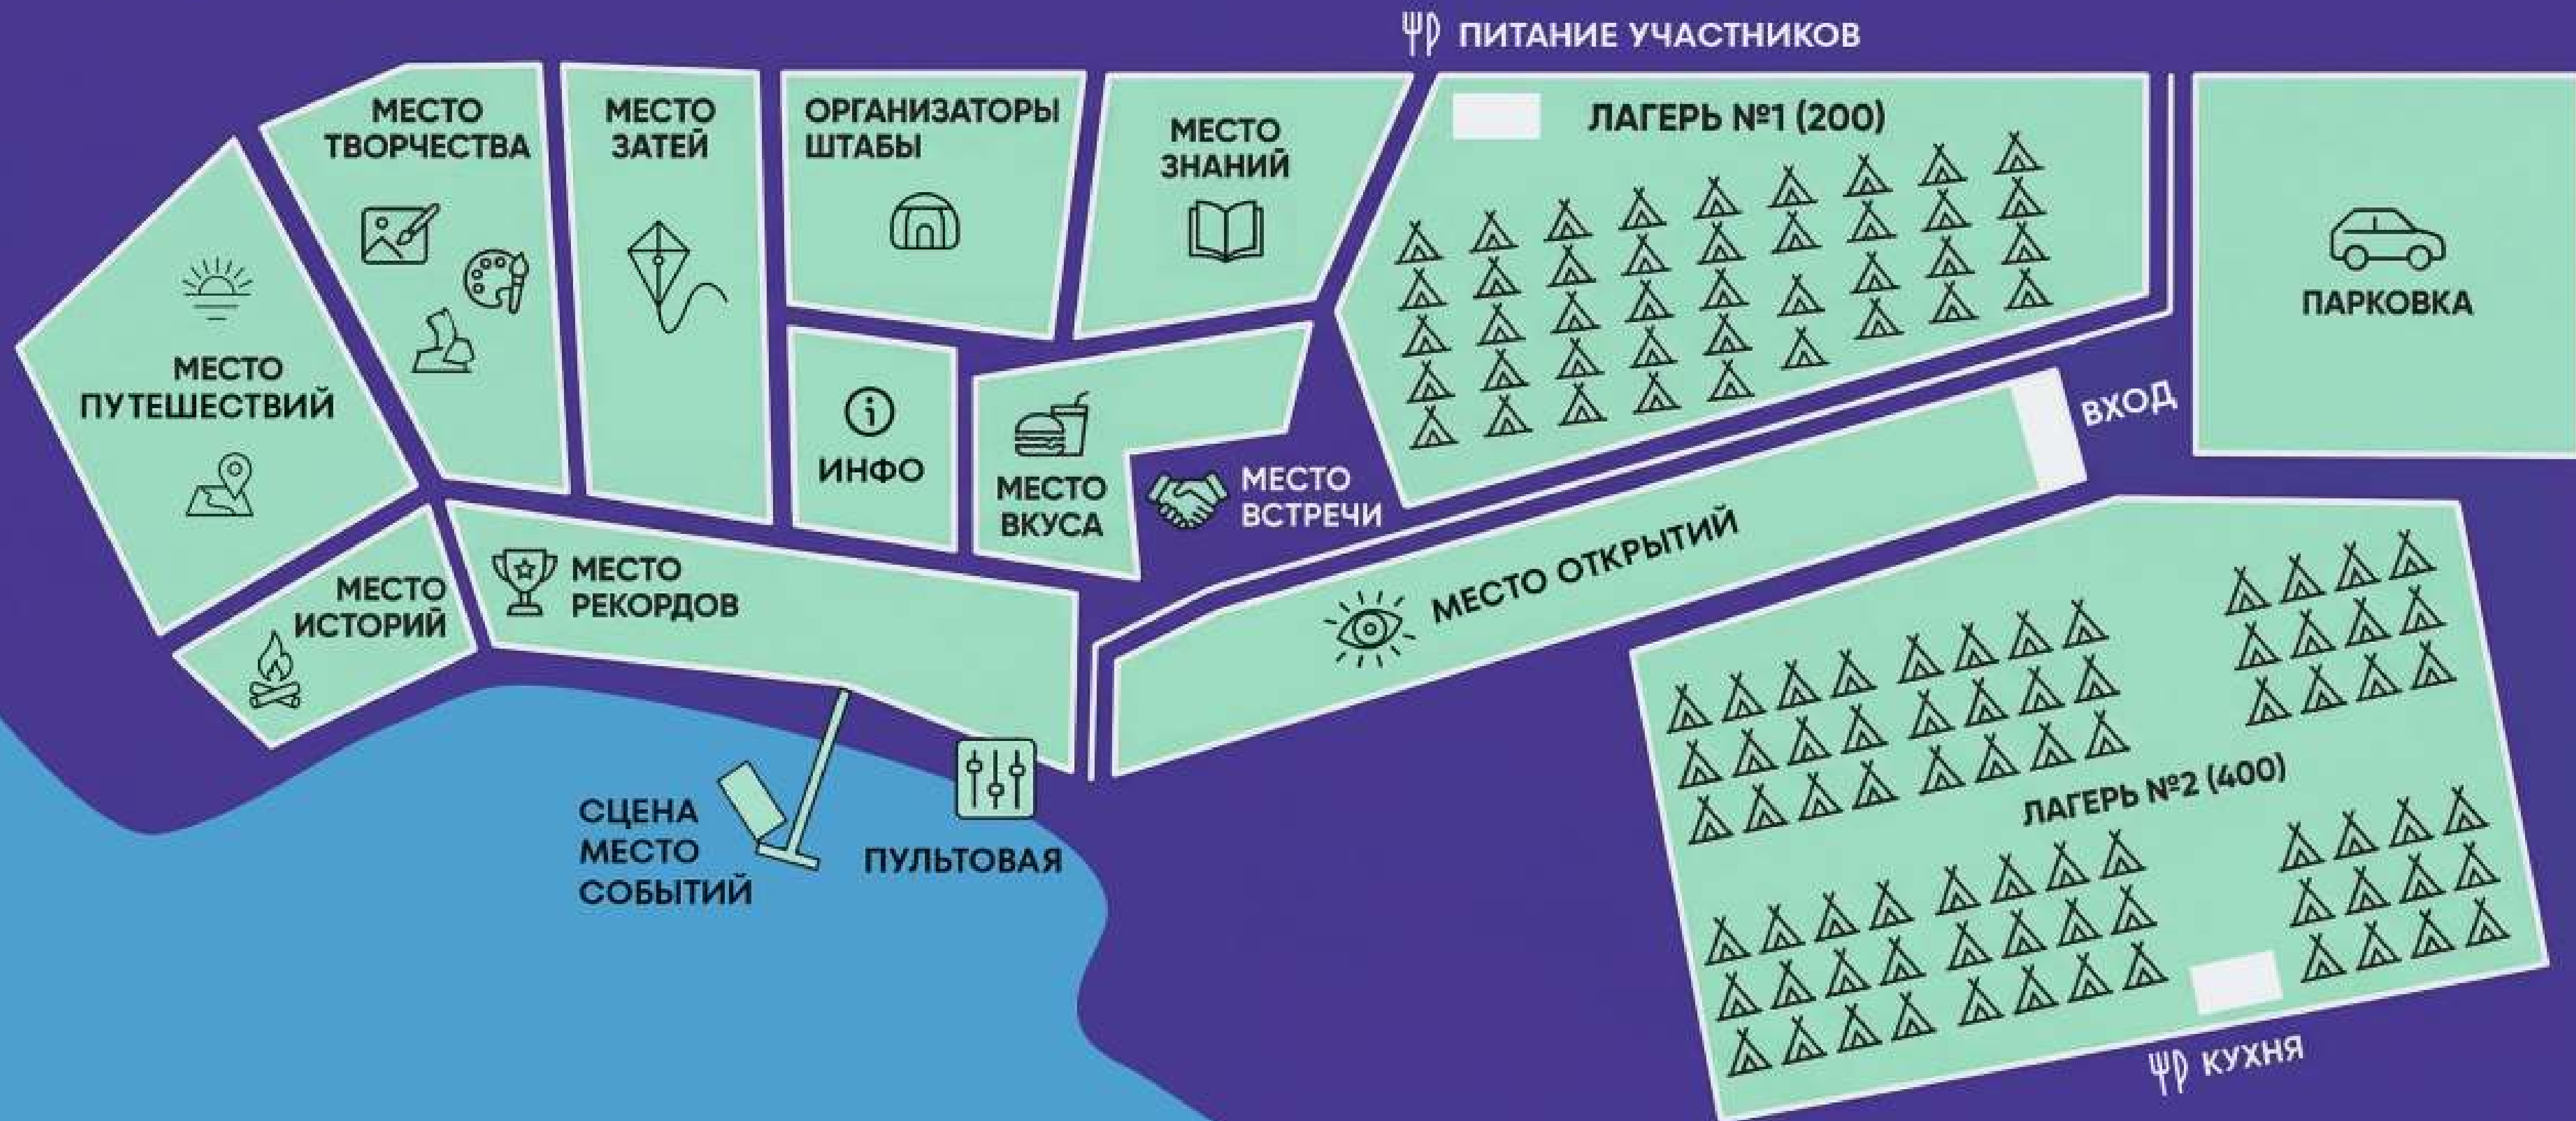 ПИТАНИЕ УЧАСТНИКОВ
МЕСТО
ТВОРЧЕСТВА
МЕСТО
ЗАТЕЙ
ОРГАНИЗАТОРЫ
ШТАБЫ
МЕСТО
ЗНАНИЙ
ЛАГЕРЬ №1 (200)
ПАРКОВКА
МЕСТО
ПУТЕШЕСТВИЙ
ИНФО
МЕСТО
ВКУСА
МЕСТО
ВСТРЕЧИ
ВХОД
МЕСТО ОТКРЫТИЙ
МЕСТО
ИСТОРИЙ
МЕСТО
РЕКОРДОВ
СЦЕНА
МЕСТО
СОБЫТИЙ
ПУЛЬТОВАЯ
ЛАГЕРЬ №2 (400)
КУХНЯ